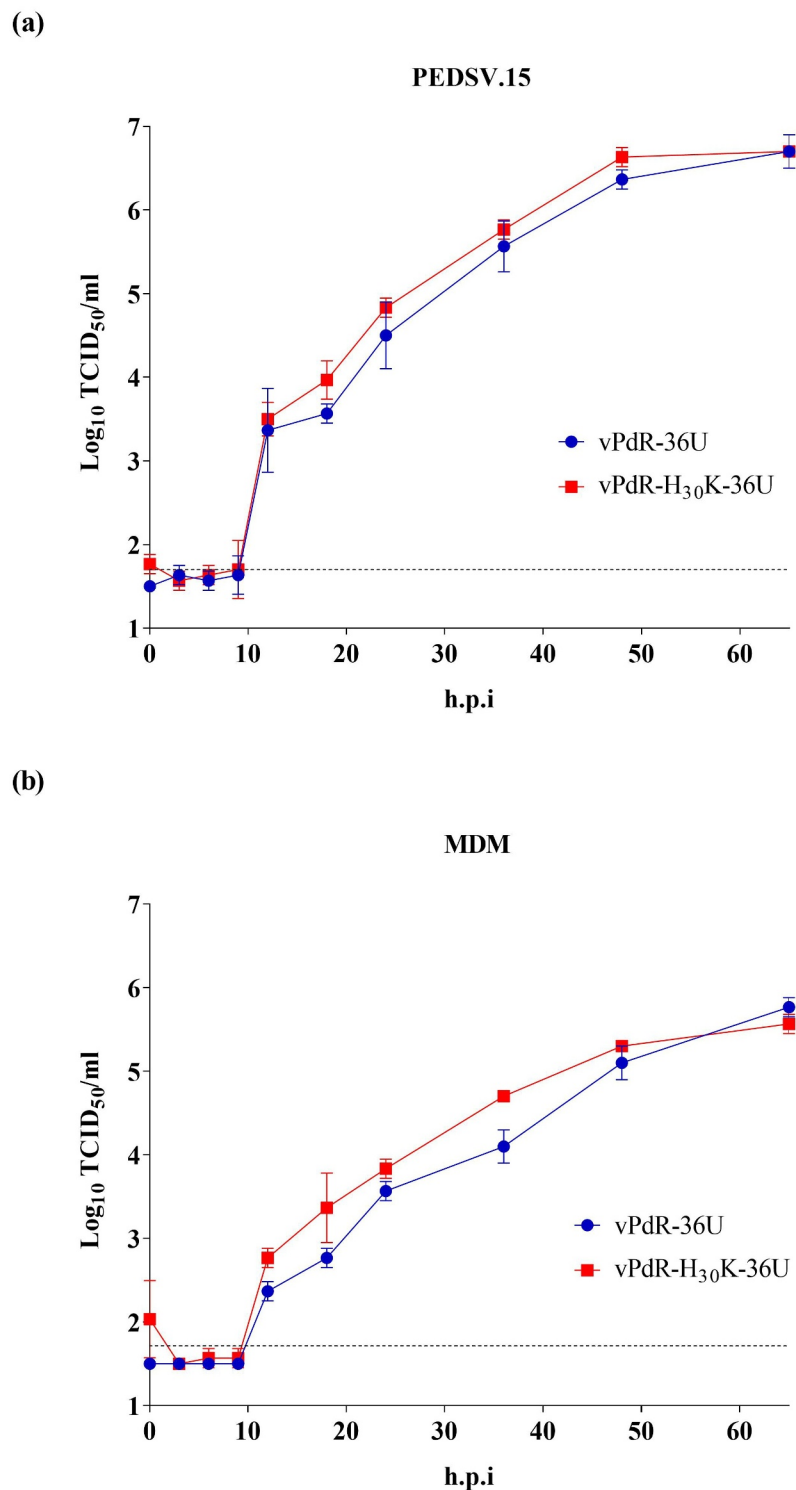 (a)
PEDSV.15
7
6
5
4
3
2
1
Log₁₀ TCID₅₀/ml
vPdR-36U
vPdR-H₃₀K-36U
0 10 20 30 40 50 60
h.p.i
(b)
MDM
7
6
5
4
3
2
1
Log₁₀ TCID₅₀/ml
vPdR-36U
vPdR-H₃₀K-36U
0 10 20 30 40 50 60
h.p.i